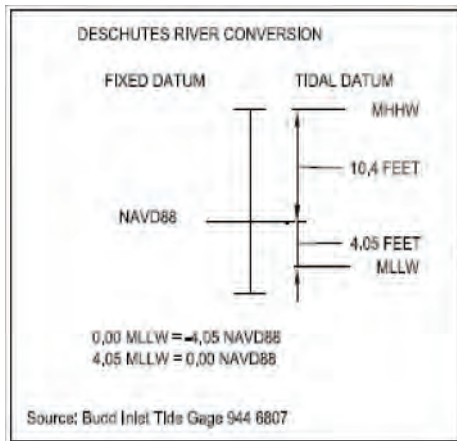 DESCHUTES RIVER CONVERSION
FIXED DATUM TIDAL DATUM
MHHW
10,4 FEET
NAVD88
4.05 FEET
MLLW
0,00 MLLW = -4,05 NAVD88
4,05 MLLW = 0,00 NAVD88
Source: Budd Inlet Tide Gage 944 6807